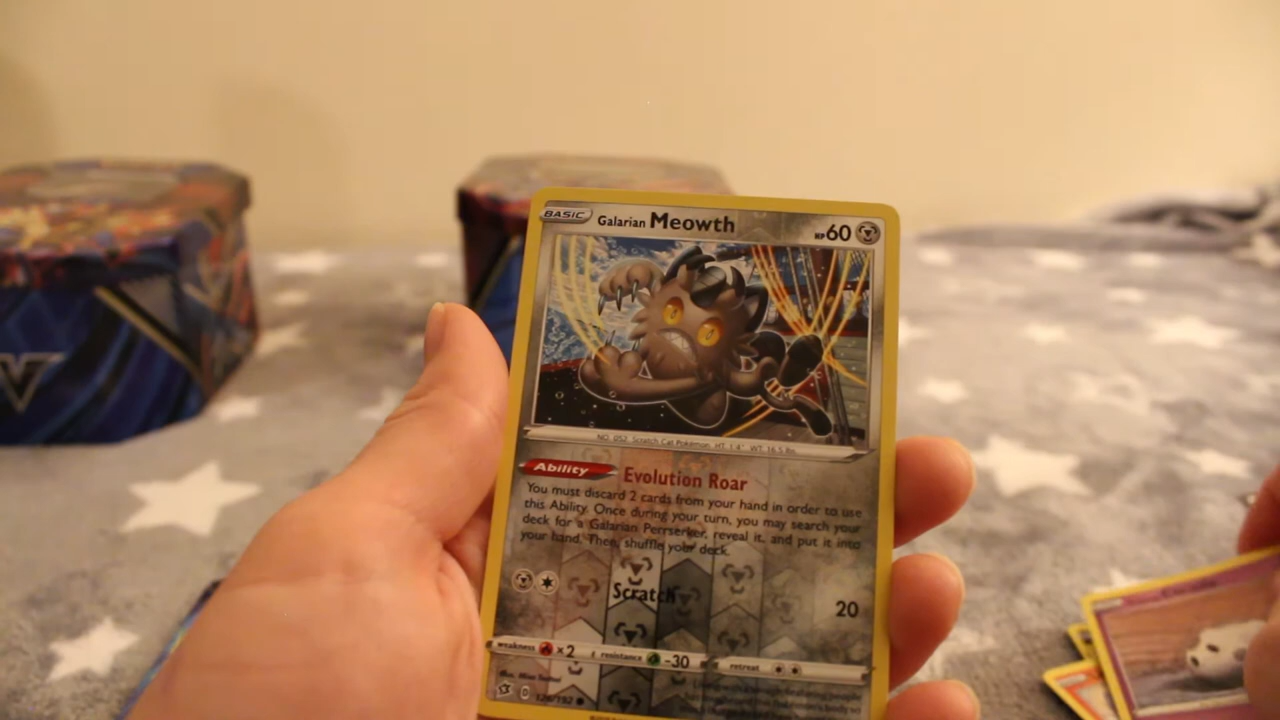 BASIC Galarian Meowth HP 60
NO. 052 Scratch Cat Pokémon HT: 1'4" WT: 16.5 lbs.
Ability Evolution Roar
You must discard 2 cards from your hand in order to use
this Ability. Once during your turn, you may search your
deck for a Galarian Perrserker, reveal it, and put it into
your hand. Then, shuffle your deck.
Scratch 20
weakness ×2 resistance -30 retreat
V